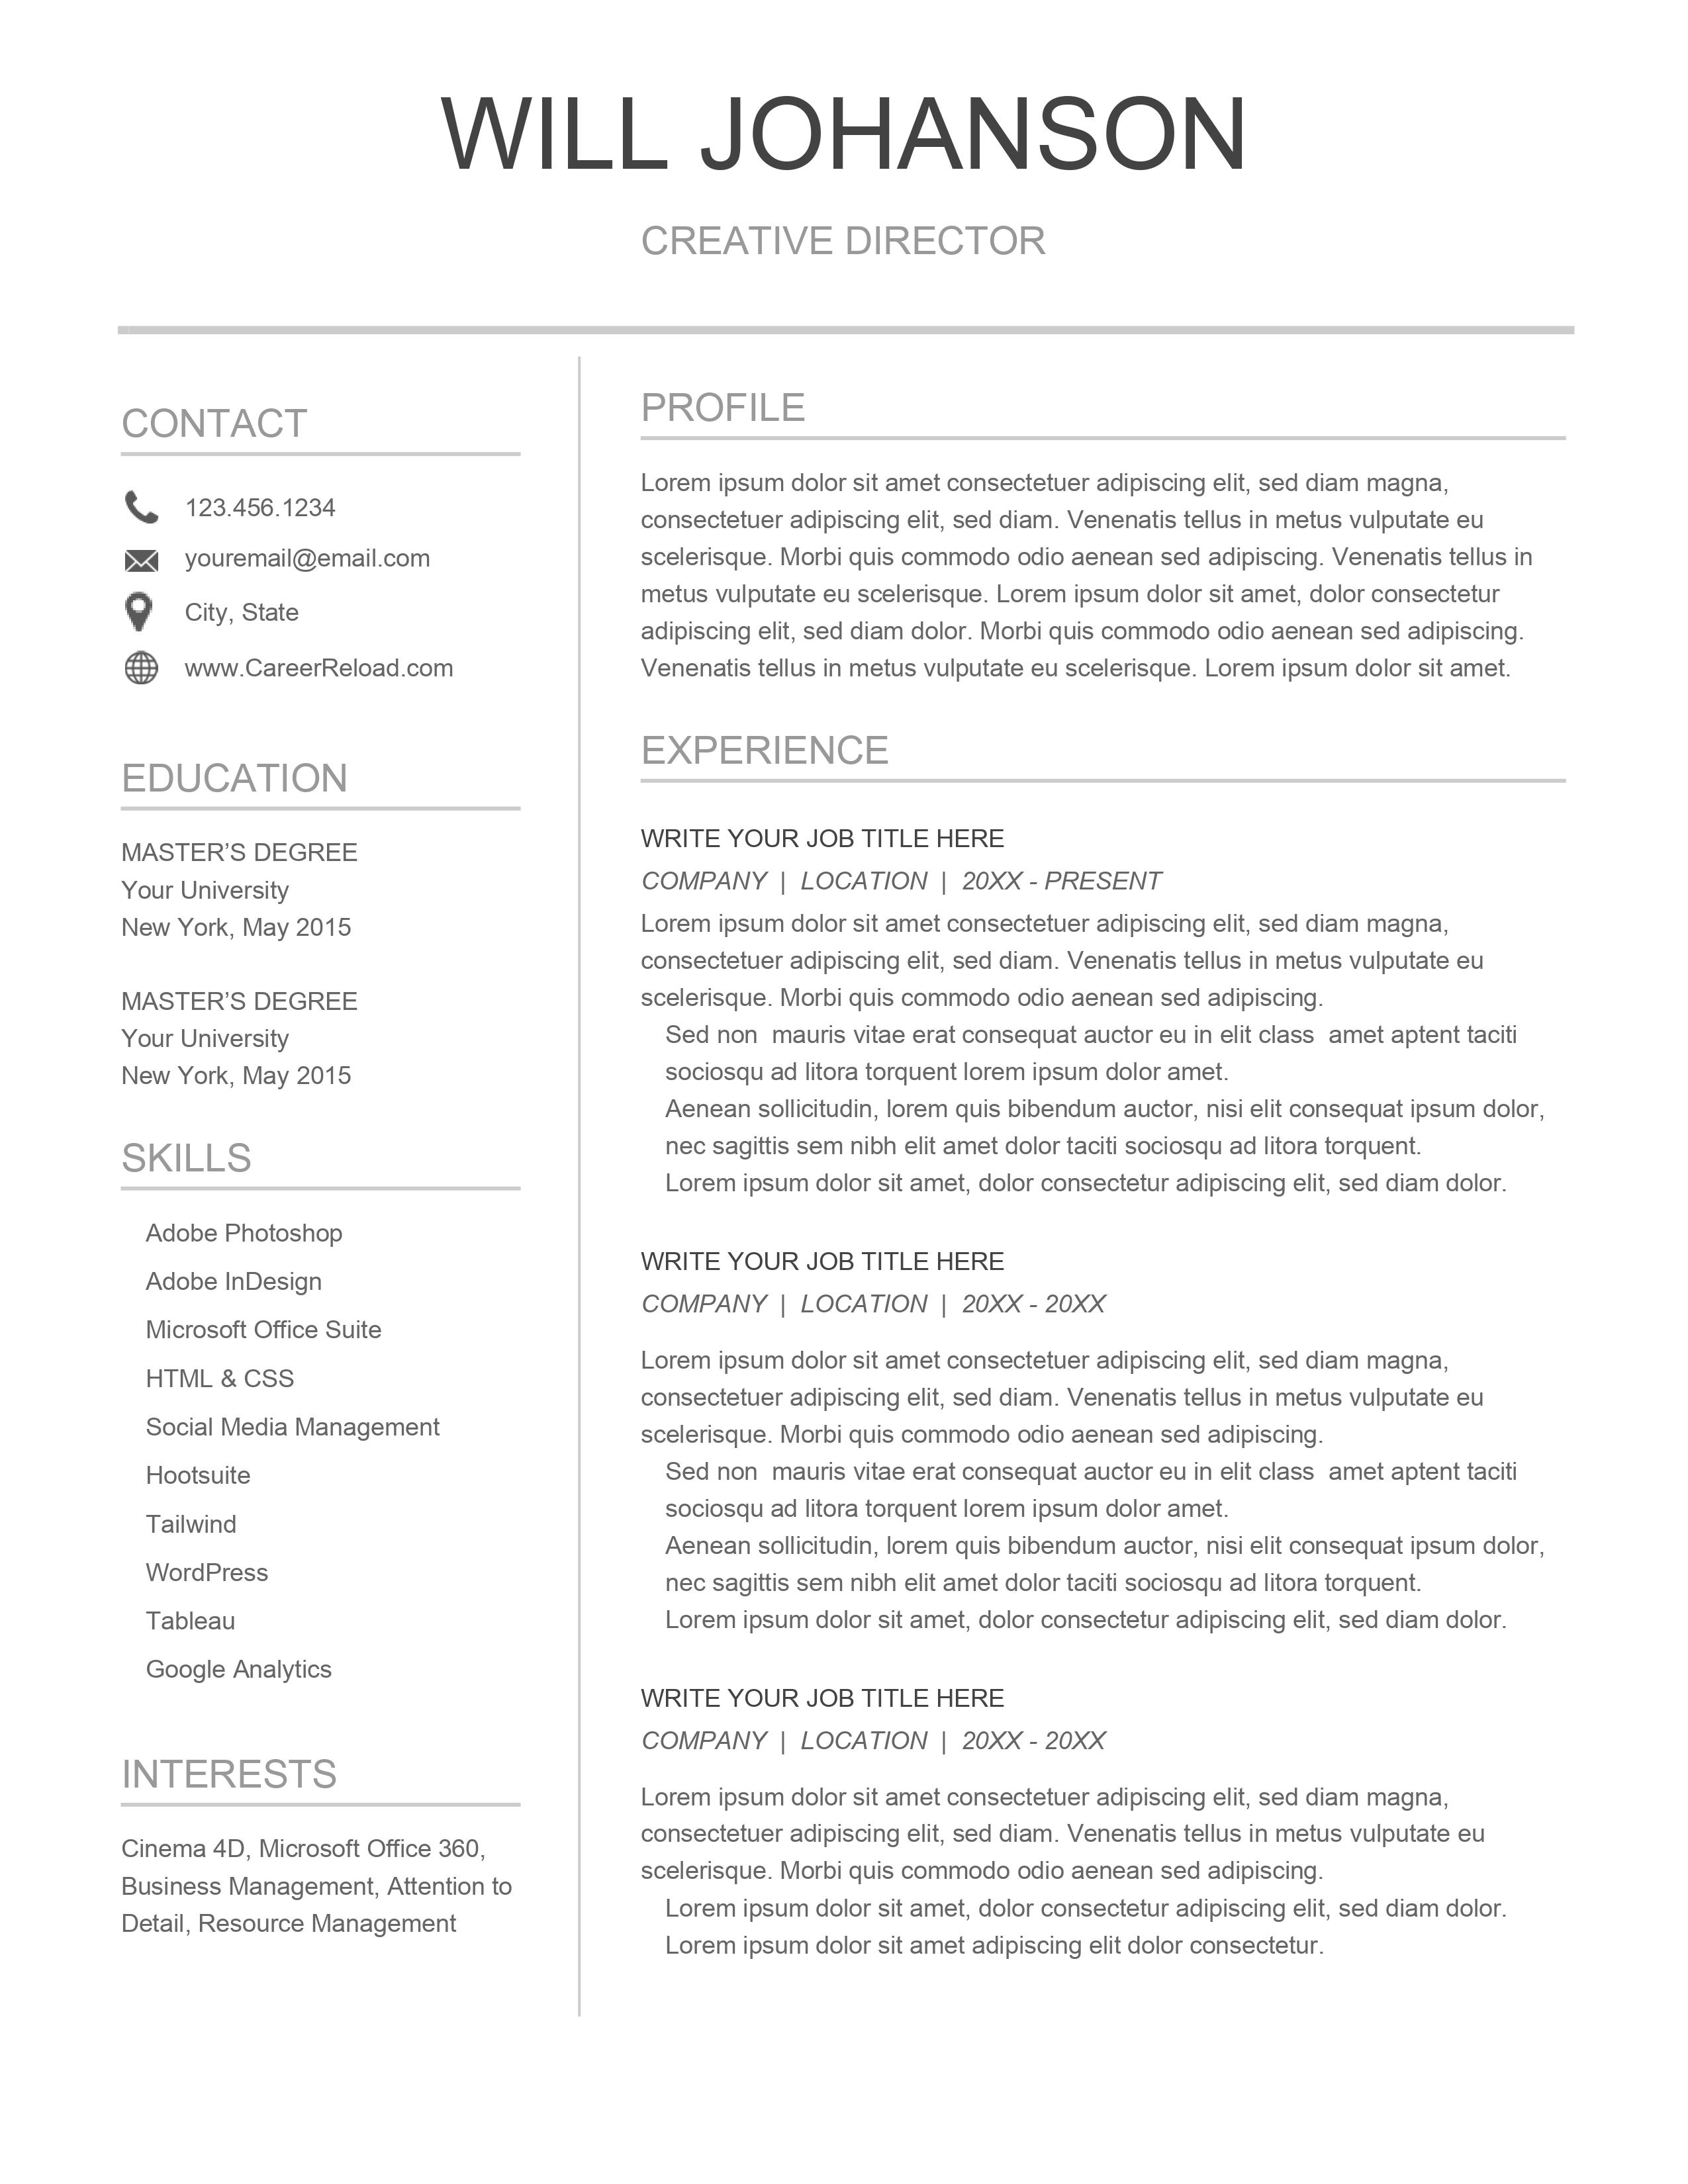 WILL JOHANSON
CREATIVE DIRECTOR
CONTACT
123.456.1234
youremail@email.com
City, State
www.CareerReload.com
EDUCATION
MASTER’S DEGREE
Your University
New York, May 2015
MASTER’S DEGREE
Your University
New York, May 2015
SKILLS
Adobe Photoshop
Adobe InDesign
Microsoft Office Suite
HTML & CSS
Social Media Management
Hootsuite
Tailwind
WordPress
Tableau
Google Analytics
INTERESTS
Cinema 4D, Microsoft Office 360,
Business Management, Attention to
Detail, Resource Management
PROFILE
Lorem ipsum dolor sit amet consectetuer adipiscing elit, sed diam magna,
consectetuer adipiscing elit, sed diam. Venenatis tellus in metus vulputate eu
scelerisque. Morbi quis commodo odio aenean sed adipiscing. Venenatis tellus in
metus vulputate eu scelerisque. Lorem ipsum dolor sit amet, dolor consectetur
adipiscing elit, sed diam dolor. Morbi quis commodo odio aenean sed adipiscing.
Venenatis tellus in metus vulputate eu scelerisque. Lorem ipsum dolor sit amet.
EXPERIENCE
WRITE YOUR JOB TITLE HERE
COMPANY | LOCATION | 20XX - PRESENT
Lorem ipsum dolor sit amet consectetuer adipiscing elit, sed diam magna,
consectetuer adipiscing elit, sed diam. Venenatis tellus in metus vulputate eu
scelerisque. Morbi quis commodo odio aenean sed adipiscing.
Sed non  mauris vitae erat consequat auctor eu in elit class  amet aptent taciti
sociosqu ad litora torquent lorem ipsum dolor amet.
Aenean sollicitudin, lorem quis bibendum auctor, nisi elit consequat ipsum dolor,
nec sagittis sem nibh elit amet dolor taciti sociosqu ad litora torquent.
Lorem ipsum dolor sit amet, dolor consectetur adipiscing elit, sed diam dolor.
WRITE YOUR JOB TITLE HERE
COMPANY | LOCATION | 20XX - 20XX
Lorem ipsum dolor sit amet consectetuer adipiscing elit, sed diam magna,
consectetuer adipiscing elit, sed diam. Venenatis tellus in metus vulputate eu
scelerisque. Morbi quis commodo odio aenean sed adipiscing.
Sed non  mauris vitae erat consequat auctor eu in elit class  amet aptent taciti
sociosqu ad litora torquent lorem ipsum dolor amet.
Aenean sollicitudin, lorem quis bibendum auctor, nisi elit consequat ipsum dolor,
nec sagittis sem nibh elit amet dolor taciti sociosqu ad litora torquent.
Lorem ipsum dolor sit amet, dolor consectetur adipiscing elit, sed diam dolor.
WRITE YOUR JOB TITLE HERE
COMPANY | LOCATION | 20XX - 20XX
Lorem ipsum dolor sit amet consectetuer adipiscing elit, sed diam magna,
consectetuer adipiscing elit, sed diam. Venenatis tellus in metus vulputate eu
scelerisque. Morbi quis commodo odio aenean sed adipiscing.
Lorem ipsum dolor sit amet, dolor consectetur adipiscing elit, sed diam dolor.
Lorem ipsum dolor sit amet adipiscing elit dolor consectetur.